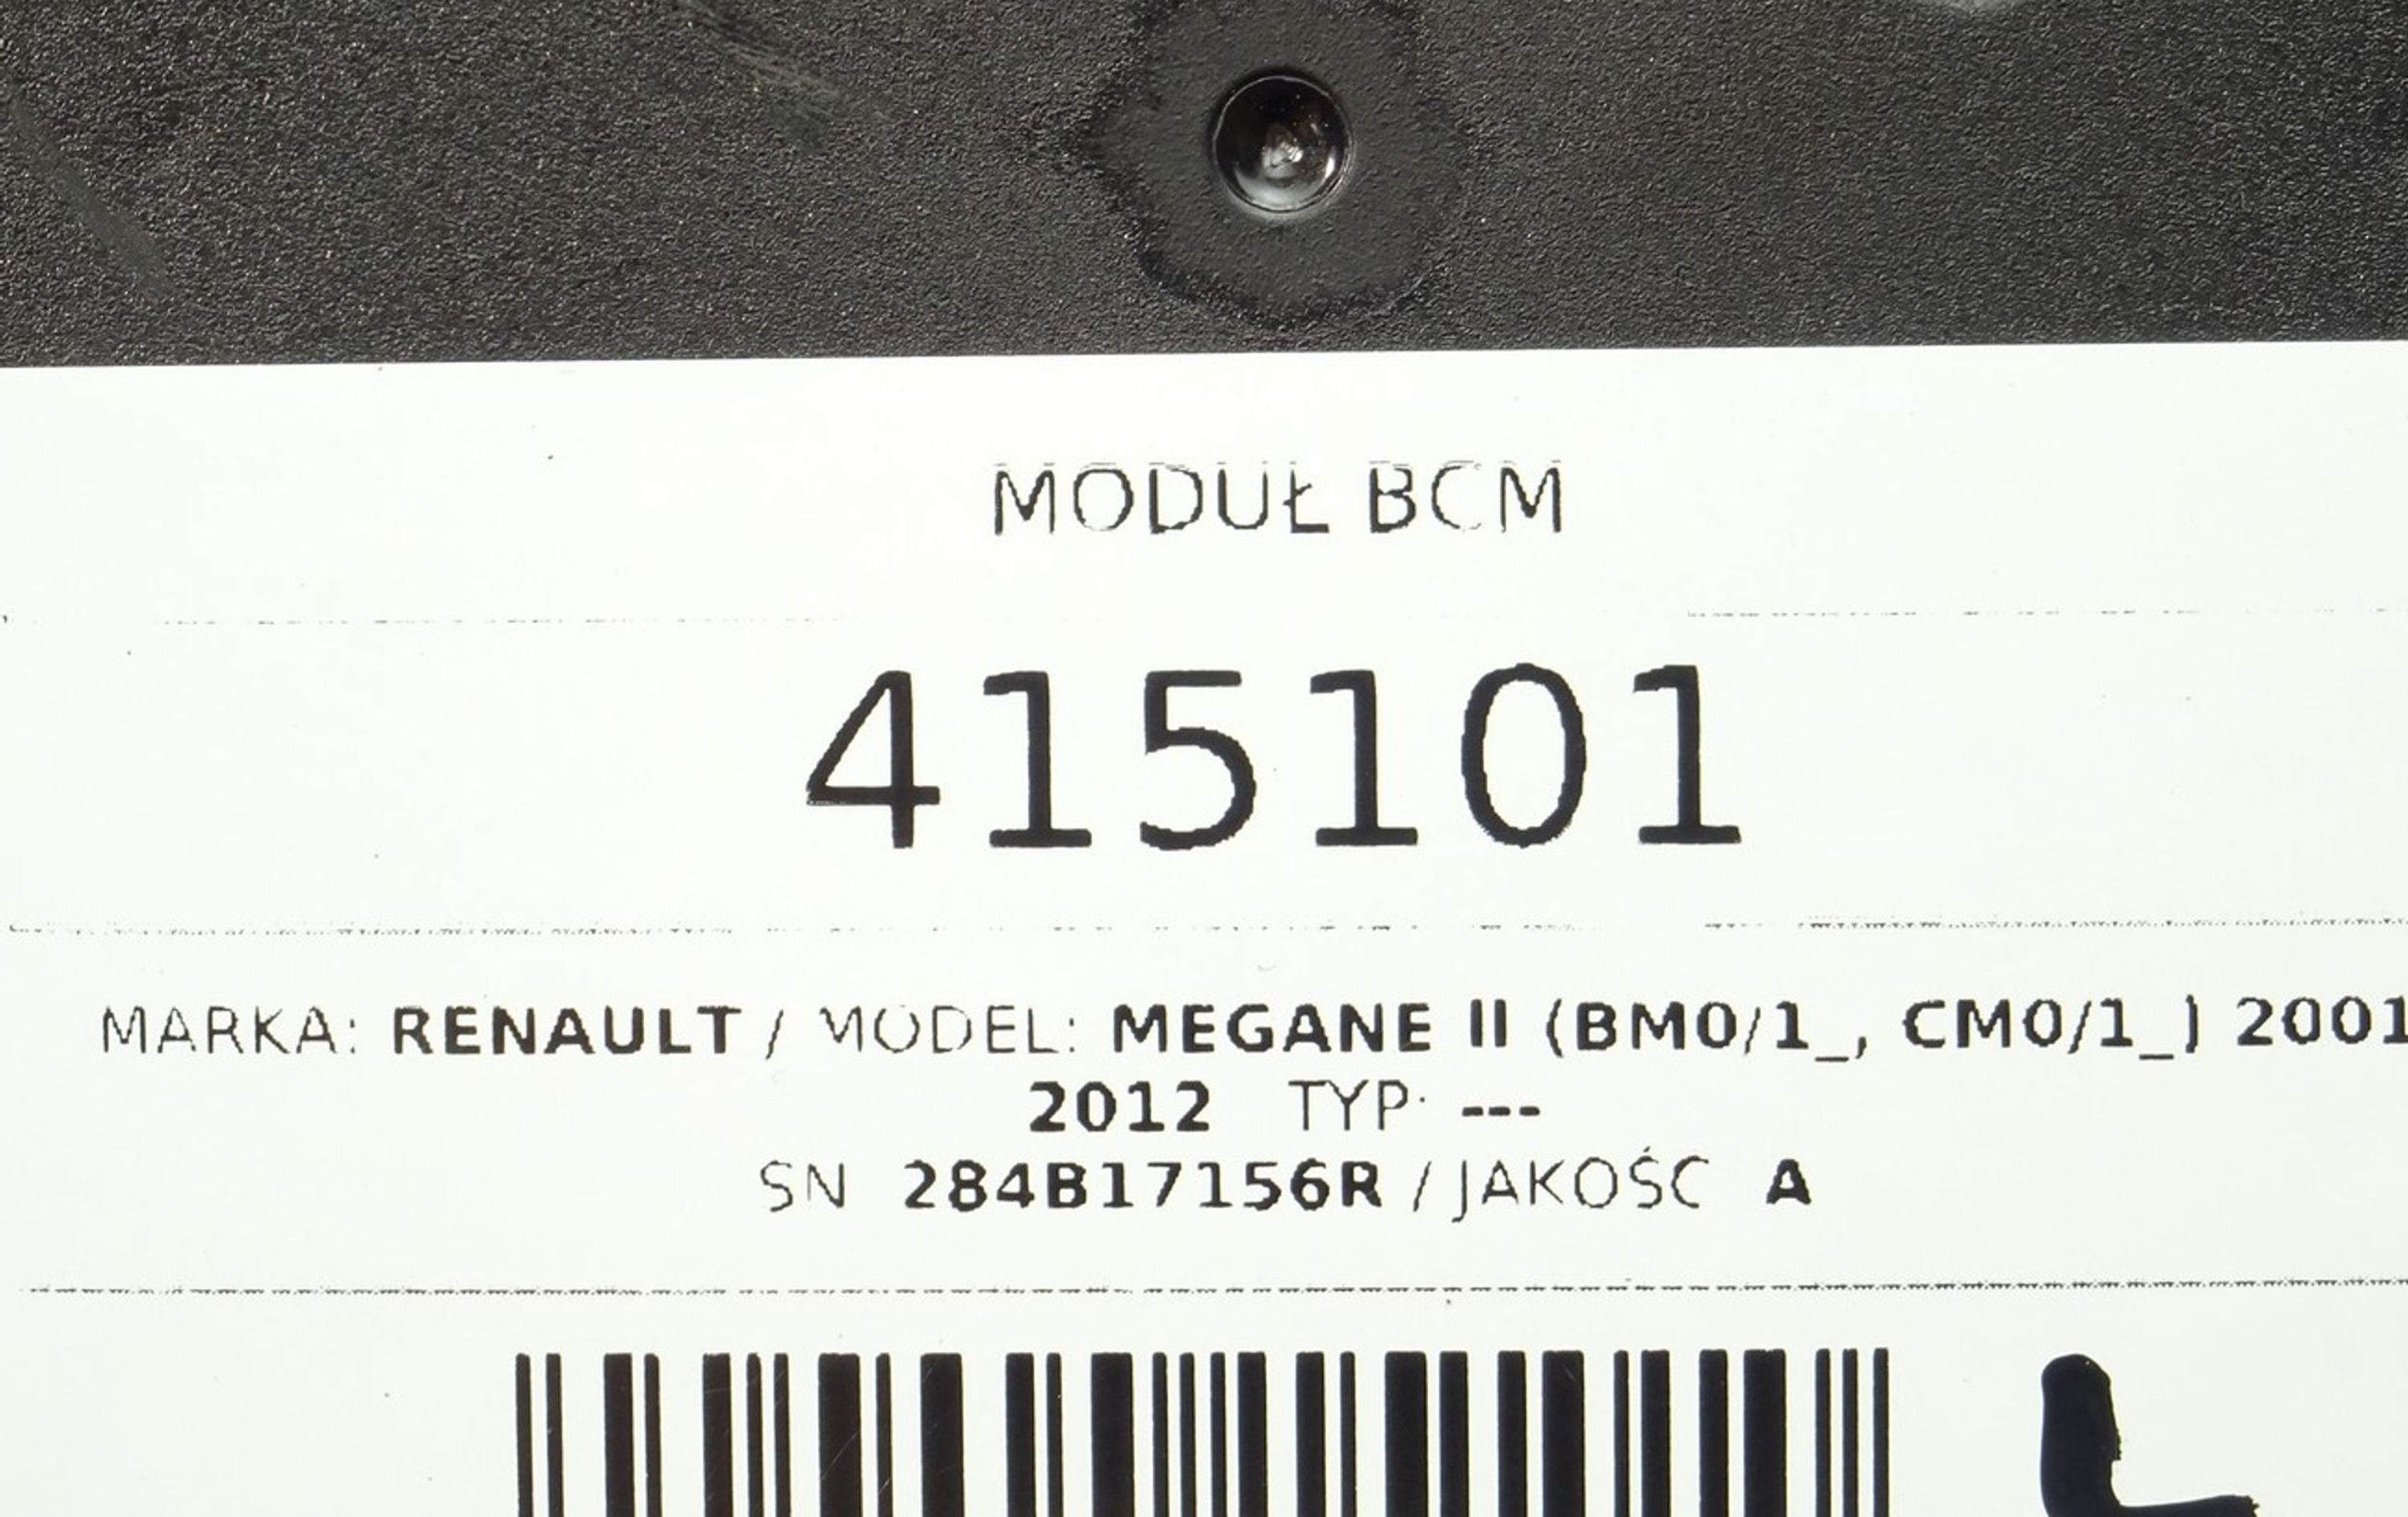 MODUŁ BCM
415101
MARKA: RENAULT / MODEL: MEGANE II (BM0/1_, CM0/1_) 2001
2012 TYP: ---
SN 284B17156R / JAKOŚĆ A